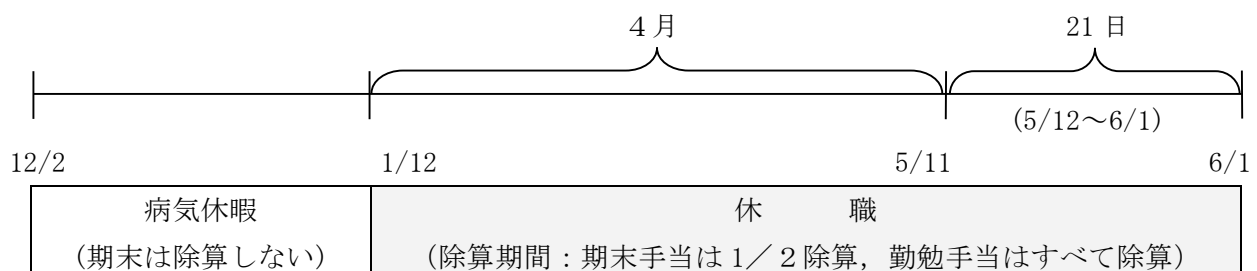 ４月 21 日
(5/12～6/1)
12/2 1/12 5/11 6/1
病気休暇 休 職
(期末は除算しない) (除算期間：期末手当は 1／２除算，勤勉手当はすべて除算)